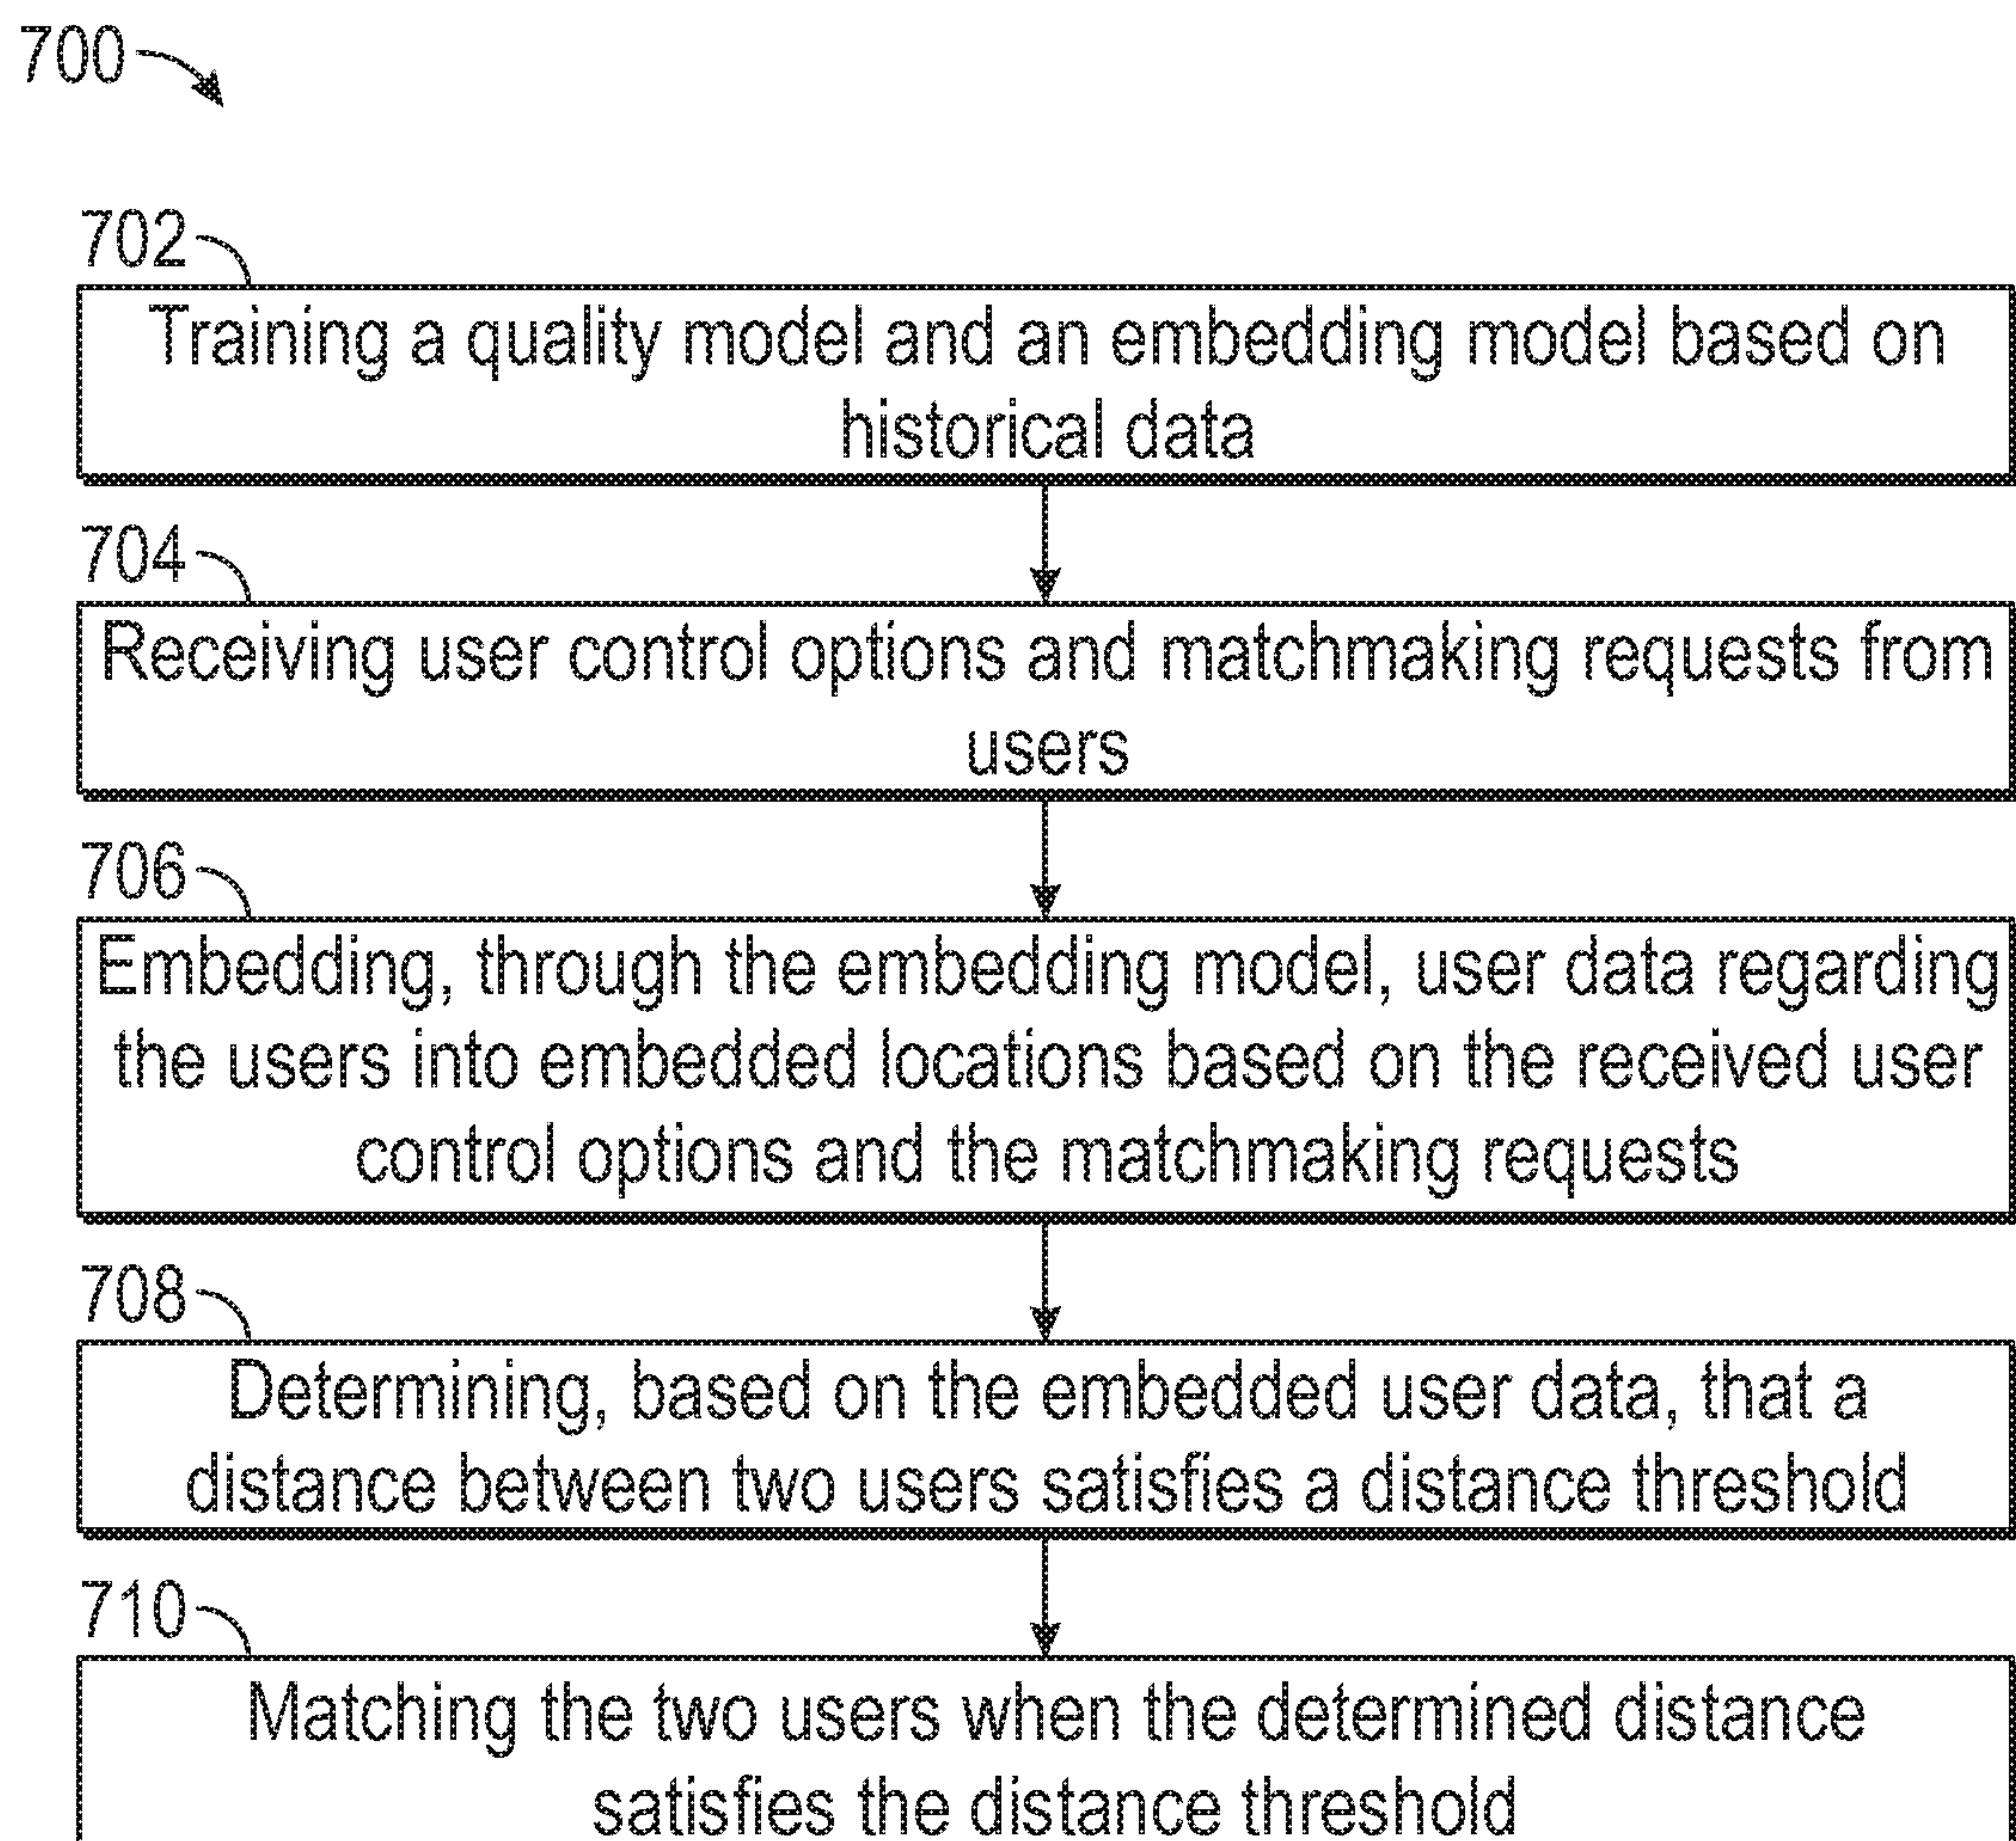 700
702
Training a quality model and an embedding model based on
historical data
704
Receiving user control options and matchmaking requests from
users
706
Embedding, through the embedding model, user data regarding
the users into embedded locations based on the received user
control options and the matchmaking requests
708
Determining, based on the embedded user data, that a
distance between two users satisfies a distance threshold
710
Matching the two users when the determined distance
satisfies the distance threshold